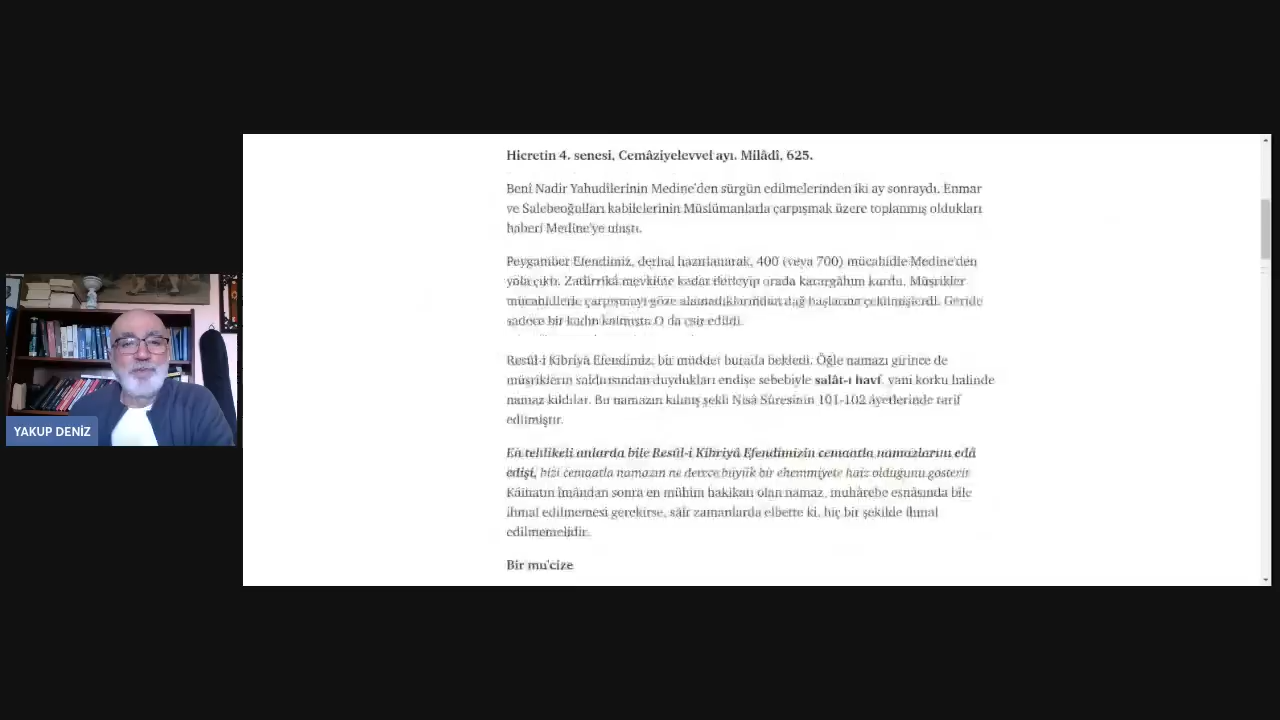 Hicretin 4. senesi, Cemâziyelevvel ayı. Milâdî, 625.
Benî Nadir Yahudilerinin Medine'den sürgün edilmelerinden iki ay sonraydı. Enmar
ve Salebeoğulları kabilelerinin Müslümanlarla çarpışmak üzere toplanmış oldukları
haberi Medine'ye ulaştı.
Peygamber Efendimiz, derhal hazırlanarak, 400 (veya 700) mücahidle Medine'den
yola çıktı. Zatürrikâ mevkiine kadar ilerleyip orada karargâhını kurdu. Müşrikler
mücahidlerle çarpışmayı göze alamadıklarından dağ başlarına çekilmişlerdi. Geride
sadece bir kadın kalmıştı. O da esir edildi.
Resûl-i Kibriyâ Efendimiz, bir müddet burada bekledi. Öğle namazı girince de
müşriklerin saldırısından duydukları endişe sebebiyle salât-ı havf, yani korku halinde
namaz kıldılar. Bu namazın kılınış şekli Nisâ Sûresinin 101-102 âyetlerinde tarif
edilmiştir.
En tehlikeli anlarda bile Resûl-i Kibriyâ Efendimizin cemaatla namazlarını edâ
edişi, bizi cemaatla namazın ne derece büyük bir ehemmiyete haiz olduğunu gösterir
Kâinatın îmândan sonra en mühim hakikatı olan namaz, muhârebe esnâsında bile
ihmal edilmemesi gerekirse, sâir zamanlarda elbette ki, hiç bir şekilde ihmal
edilmemelidir.
Bir mu'cize
YAKUP DENİZ